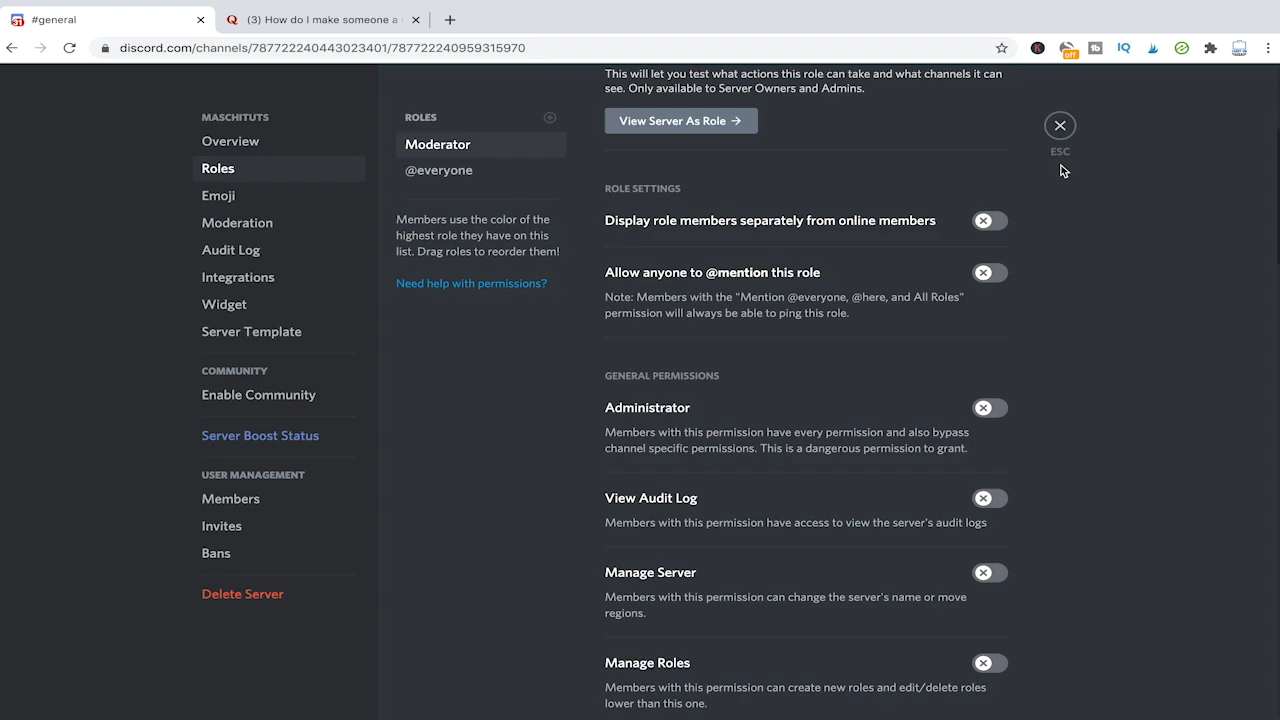 #general
(3) How do I make someone a
discord.com/channels/787722240443023401/787722240959315970
off
IQ
MASCHITUTS
Overview
Roles
Emoji
Moderation
Audit Log
Integrations
Widget
Server Template
COMMUNITY
Enable Community
Server Boost Status
USER MANAGEMENT
Members
Invites
Bans
Delete Server
ROLES
Moderator
@everyone
Members use the color of the
highest role they have on this
list. Drag roles to reorder them!
Need help with permissions?
This will let you test what actions this role can take and what channels it can
see. Only available to Server Owners and Admins.
View Server As Role →
ROLE SETTINGS
Display role members separately from online members
Allow anyone to @mention this role
Note: Members with the "Mention @everyone, @here, and All Roles"
permission will always be able to ping this role.
GENERAL PERMISSIONS
Administrator
Members with this permission have every permission and also bypass
channel specific permissions. This is a dangerous permission to grant.
View Audit Log
Members with this permission have access to view the server's audit logs
Manage Server
Members with this permission can change the server's name or move
regions.
Manage Roles
Members with this permission can create new roles and edit/delete roles
lower than this one.
ESC